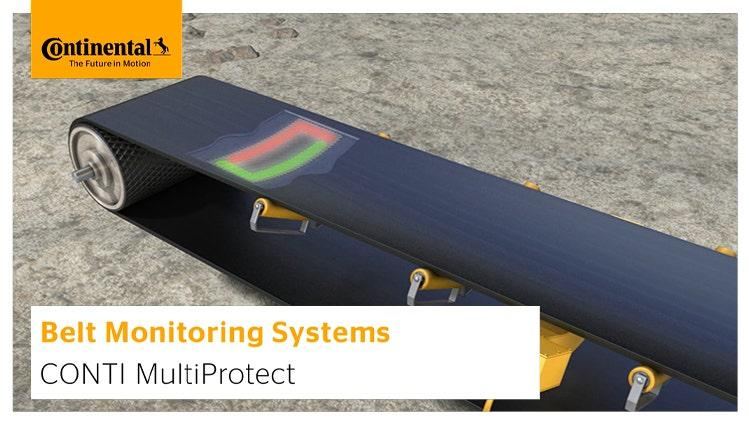 Continental
The Future in Motion
Belt Monitoring Systems
CONTI MultiProtect